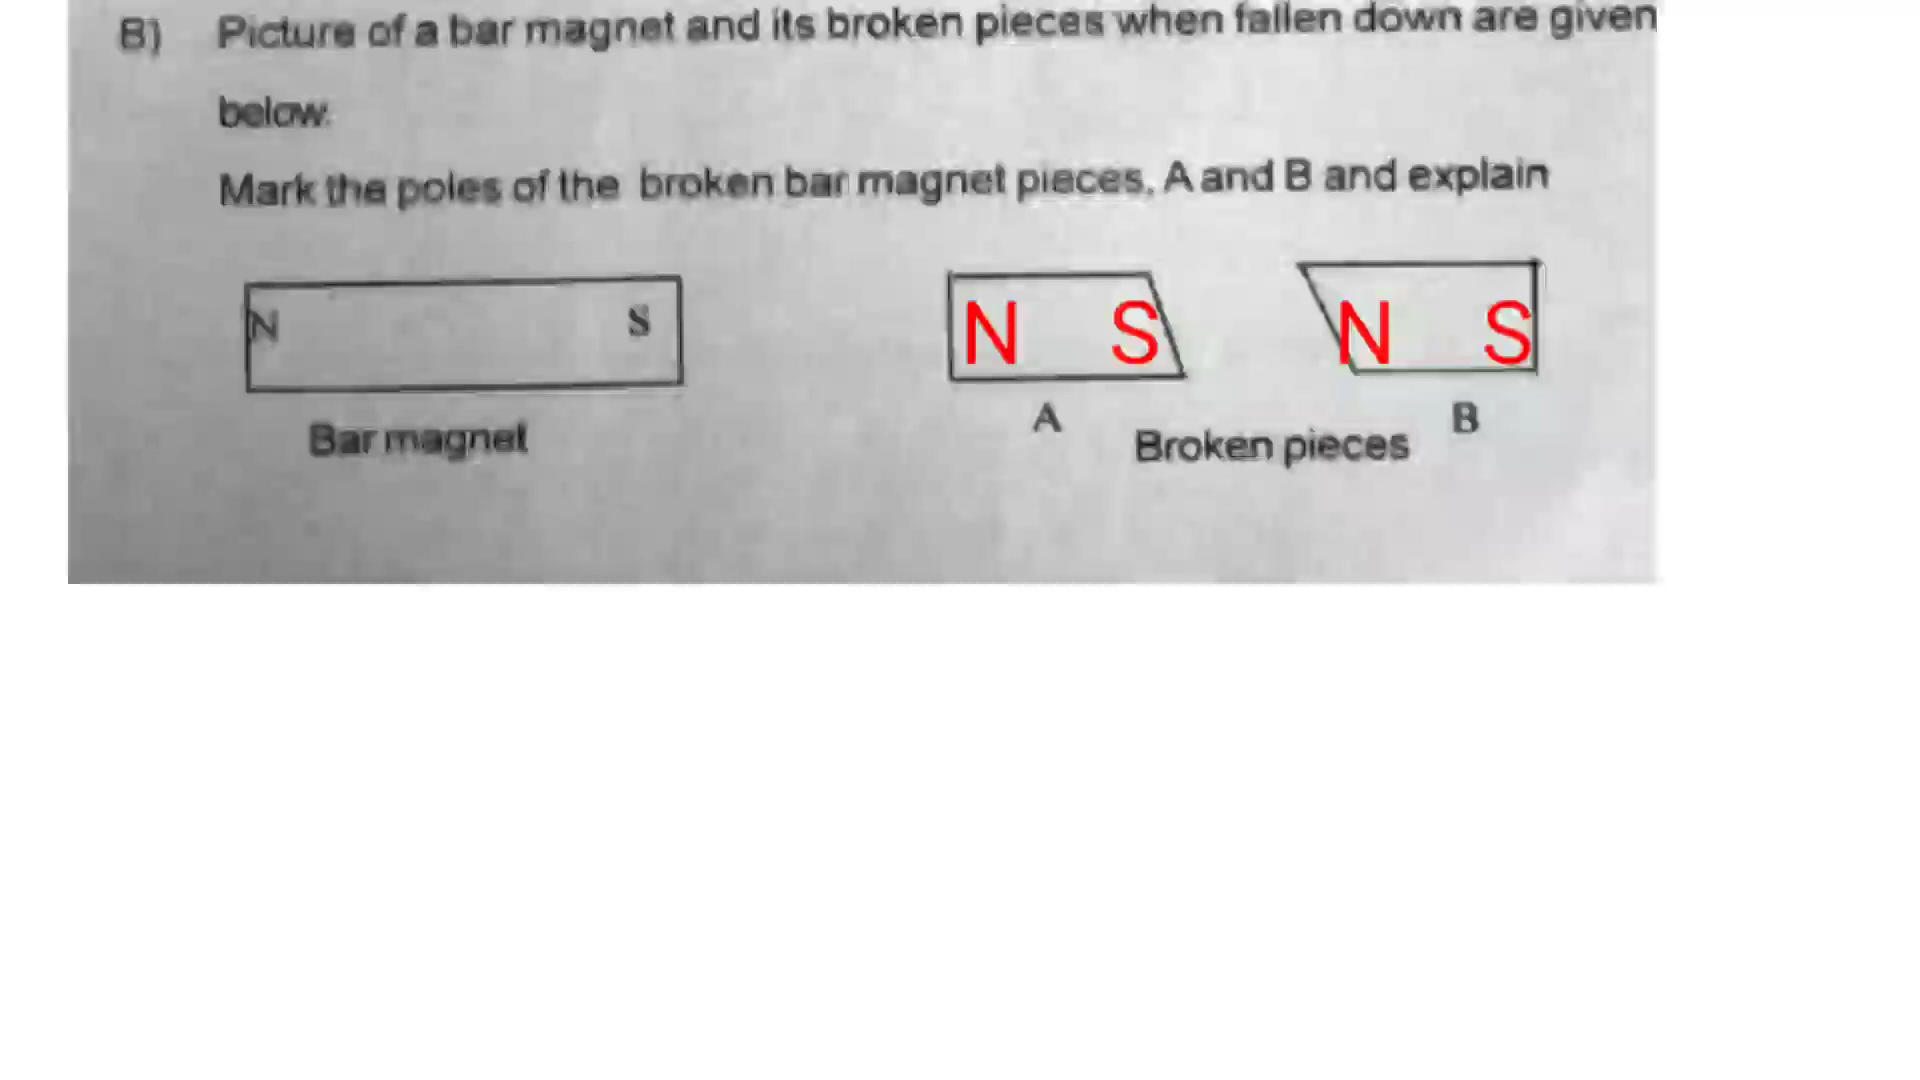 B) Picture of a bar magnet and its broken pieces when fallen down are given
below.
Mark the poles of the broken bar magnet pieces, A and B and explain
N S
N S
N S
A
B
Bar magnet
Broken pieces